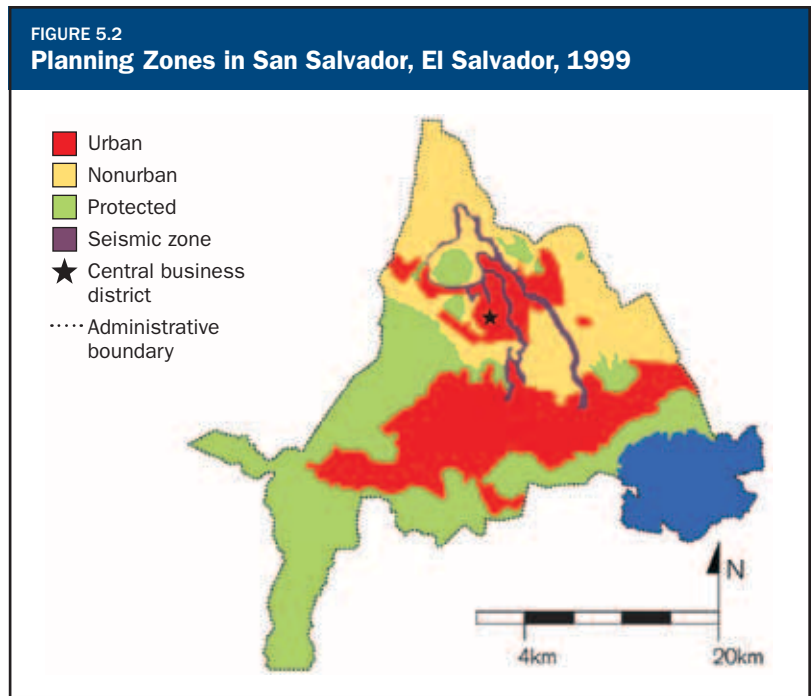 FIGURE 5.2
Planning Zones in San Salvador, El Salvador, 1999
Urban
Nonurban
Protected
Seismic zone
Central business
district
Administrative
boundary
N
4km
20km